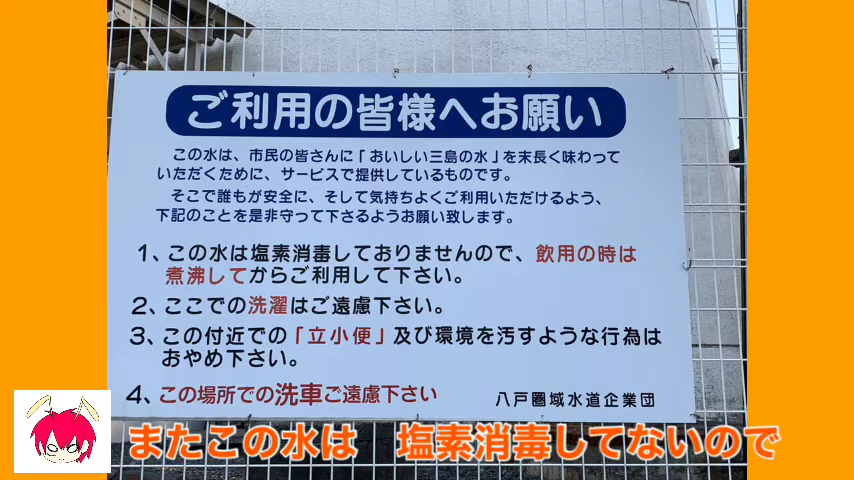 ご利用の皆様へお願い
この水は、市民の皆さんに「おいしい三島の水」を末長く味わって
いただくために、サービスで提供しているものです。
そこで誰もが安全に、そして気持ちよくご利用いただけるよう、
下記のことを是非守って下さるようお願い致します。
1、この水は塩素消毒しておりませんので、飲用の時は
煮沸してからご利用して下さい。
2、ここでの洗濯はご遠慮下さい。
3、この付近での「立小便」及び環境を汚すような行為は
おやめ下さい。
4、この場所での洗車ご遠慮下さい
八戸圏域水道企業団
またこの水は 塩素消毒してないので